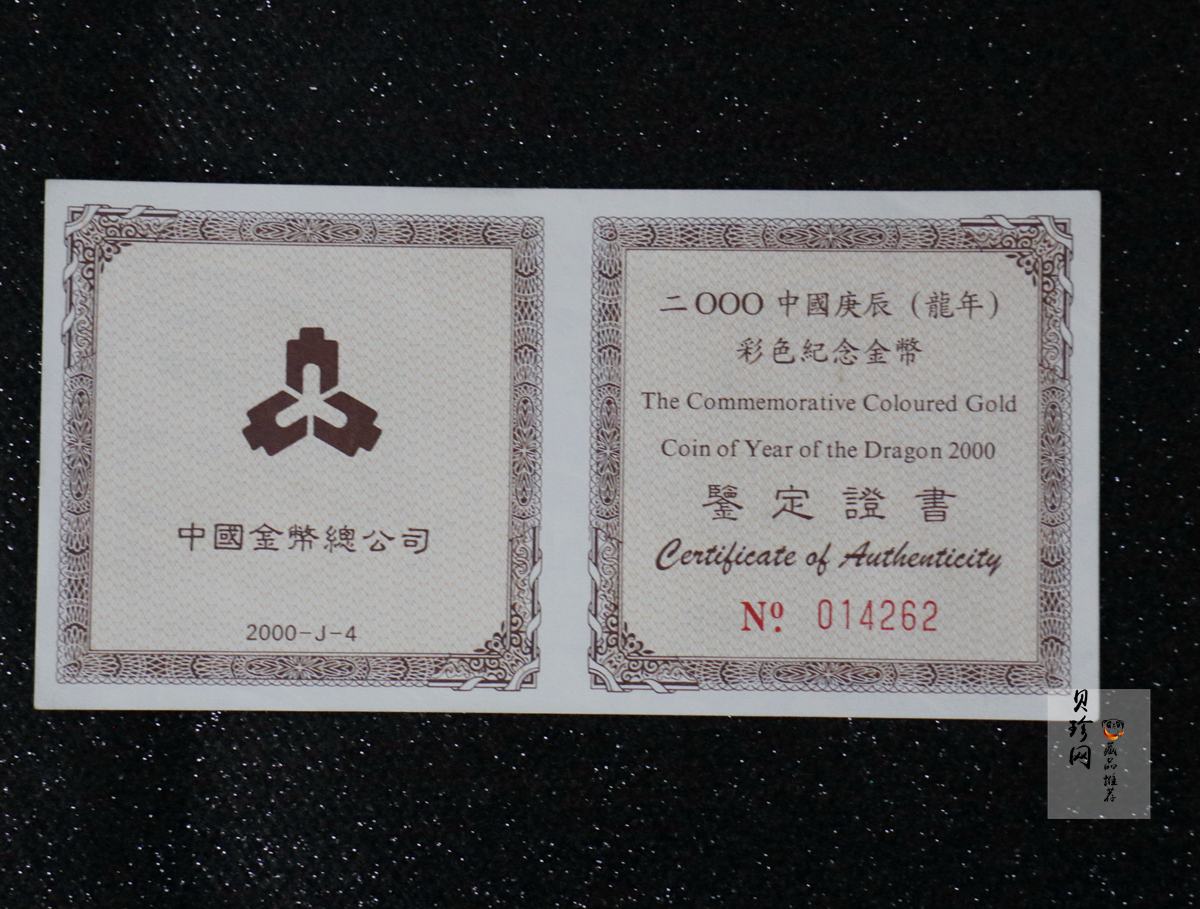 中國金幣總公司
2000-J-4
二OOO 中國庚辰（龍年）
彩色紀念金幣
The Commemorative Coloured Gold
Coin of Year of the Dragon 2000
鑒定證書
Certificate of Authenticity
Nº. 014262
贝珍网
藏品推荐